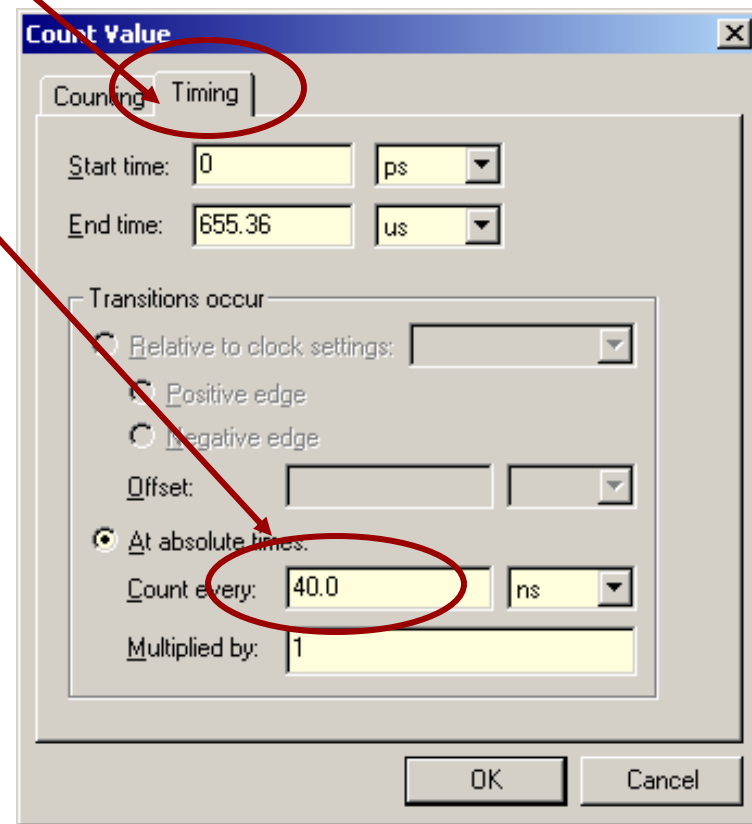 Count Value
Counting Timing
Start time: 0 ps
End time: 655.36 us
Transitions occur
Relative to clock settings:
Positive edge
Negative edge
Offset:
At absolute times:
Count every: 40.0 ns
Multiplied by: 1
OK Cancel